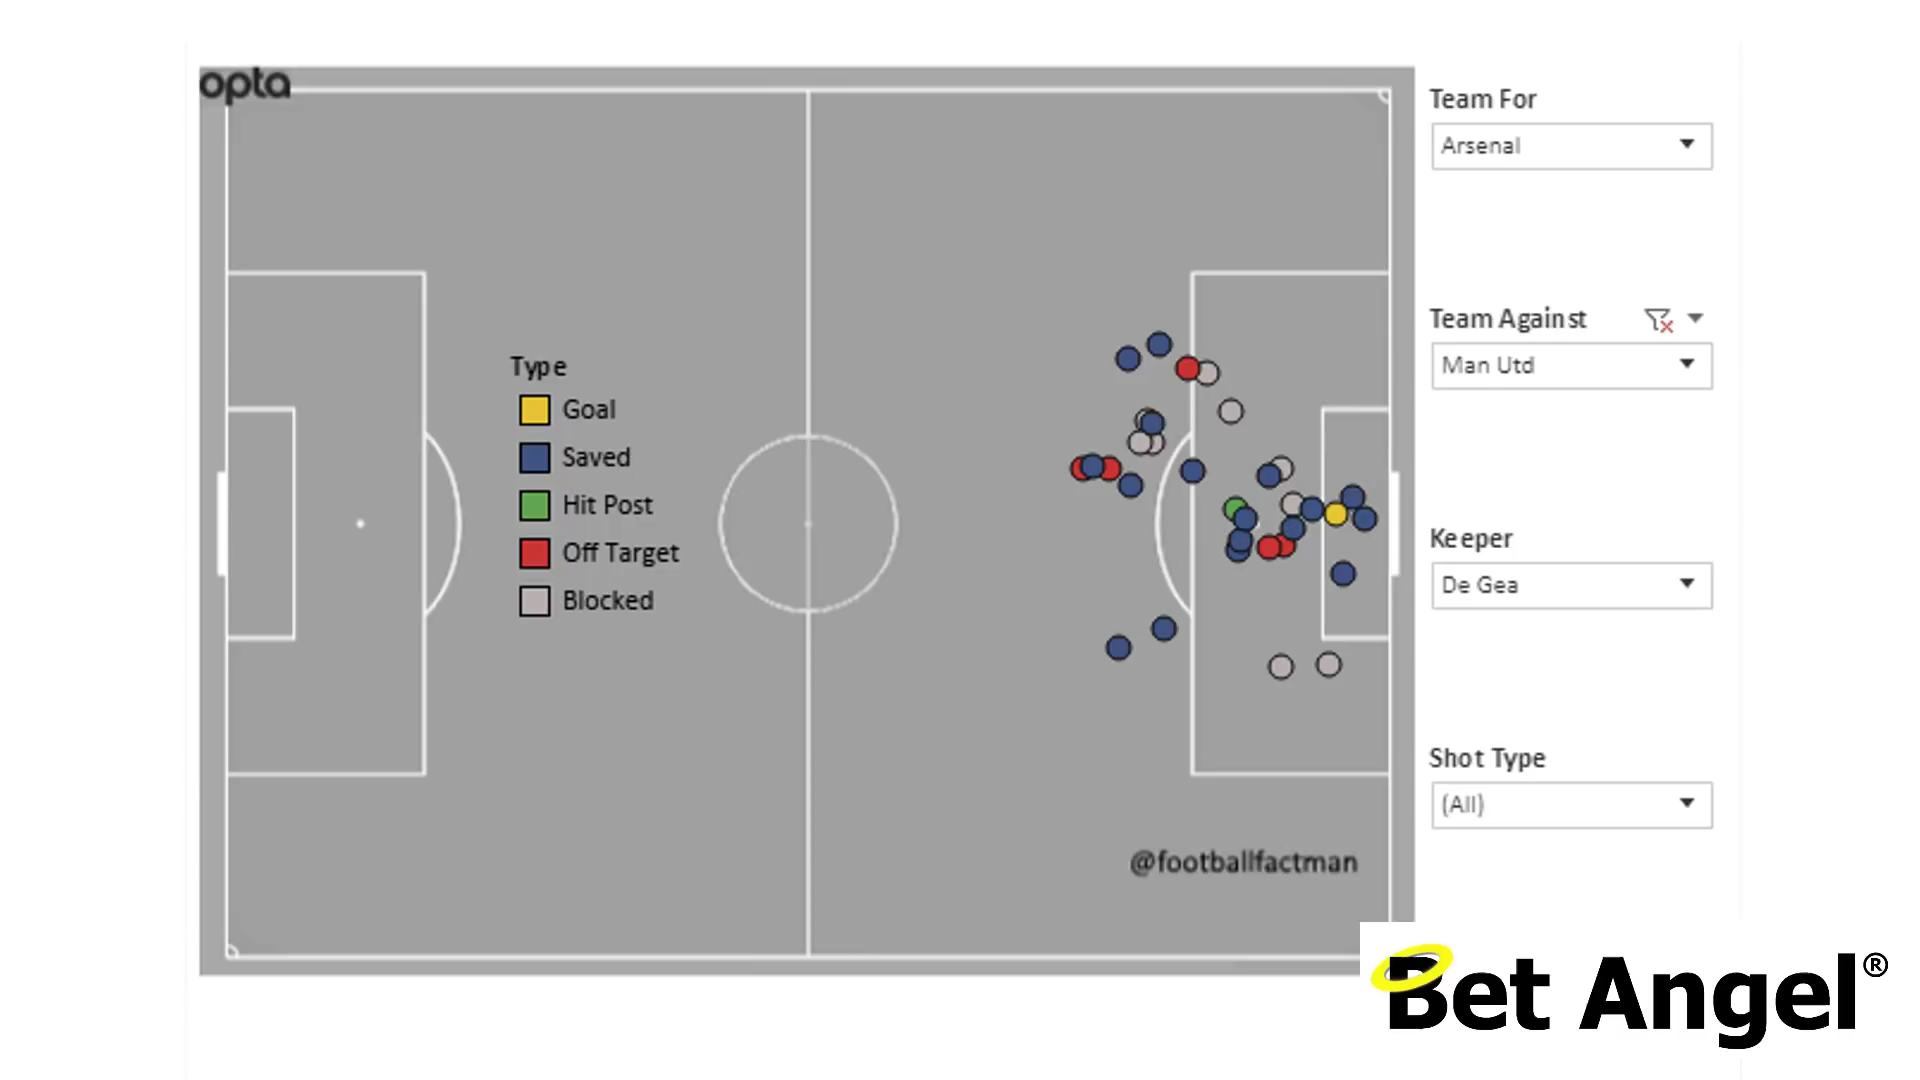 opta
Team For
Arsenal
Team Against
Man Utd
Type
Goal
Saved
Hit Post
Off Target
Blocked
Keeper
De Gea
Shot Type
(All)
@footballfactman
Bet Angel®